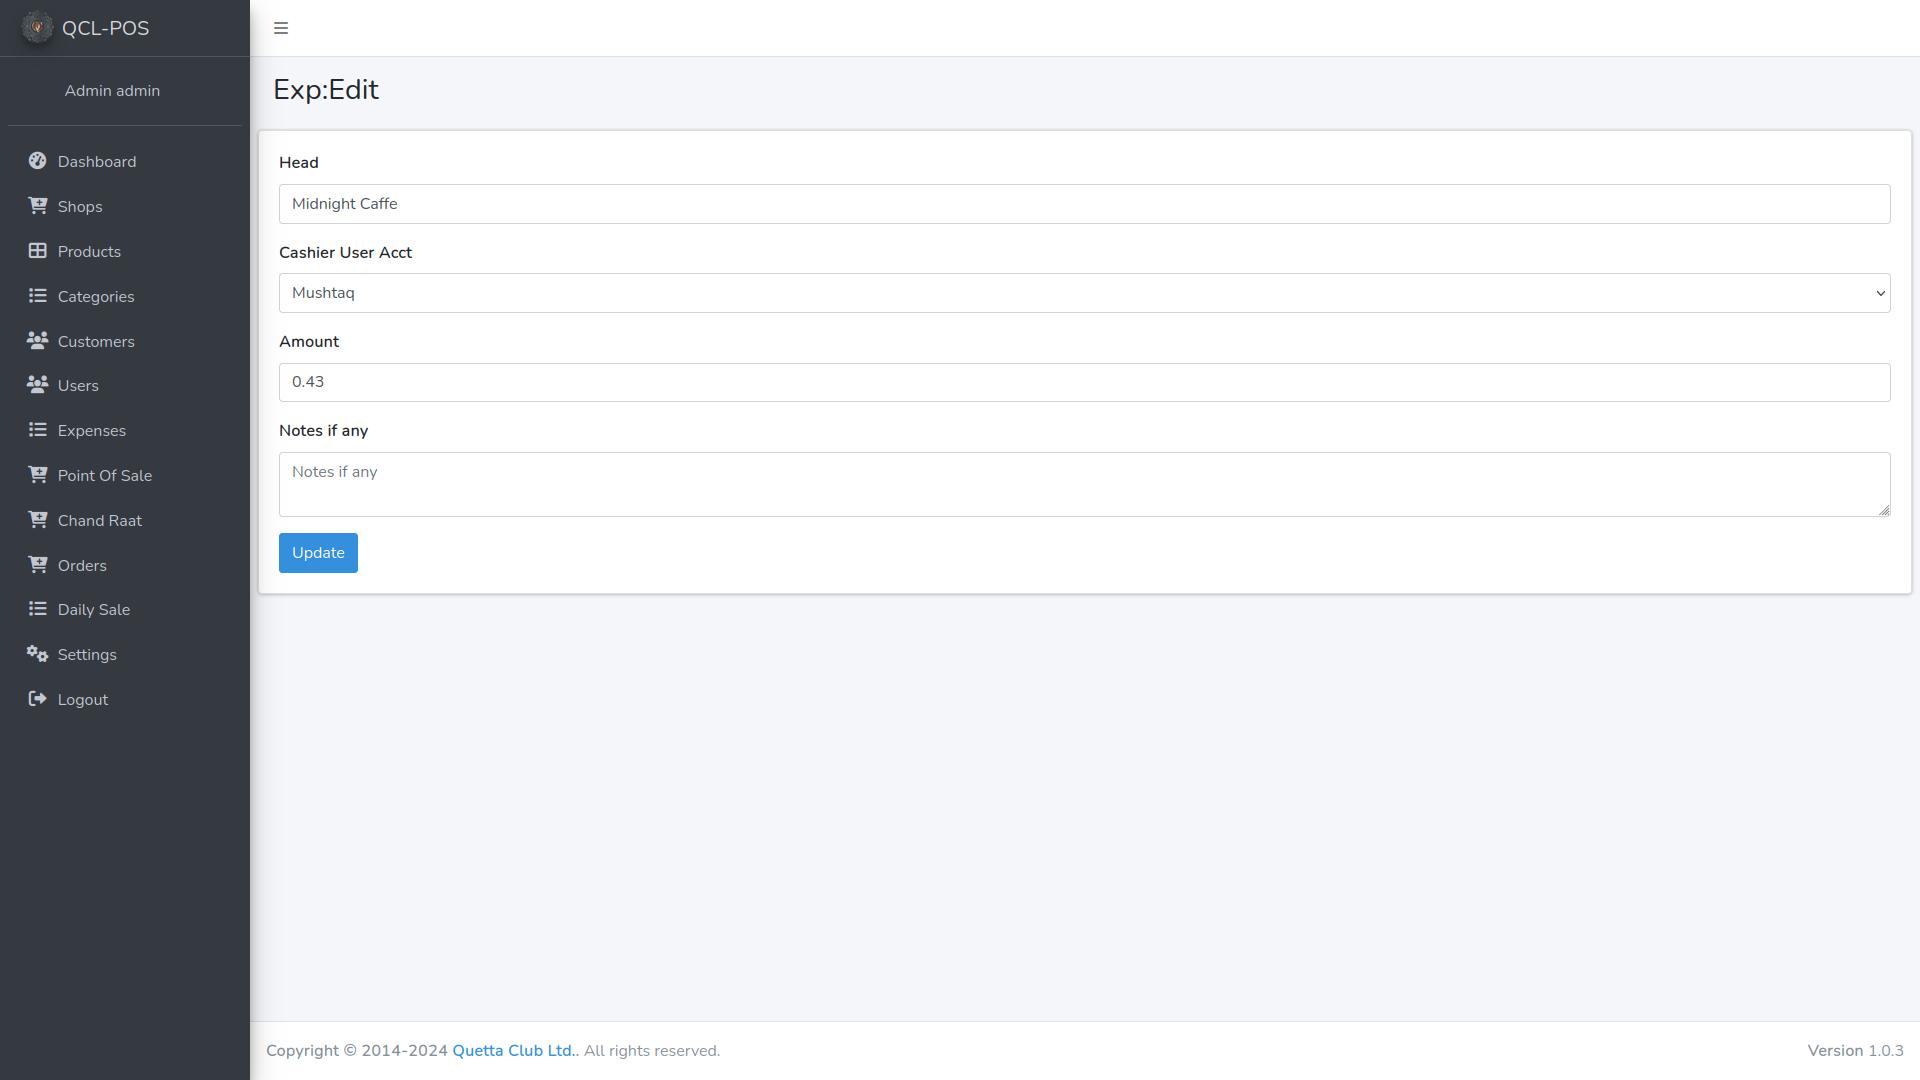 QCL-POS
Admin admin
Dashboard
Shops
Products
Categories
Customers
Users
Expenses
Point Of Sale
Chand Raat
Orders
Daily Sale
Settings
Logout
Exp:Edit
Head
Midnight Caffe
Cashier User Acct
Mushtaq
Amount
0.43
Notes if any
Notes if any
Update
Copyright © 2014-2024 Quetta Club Ltd.. All rights reserved.
Version 1.0.3